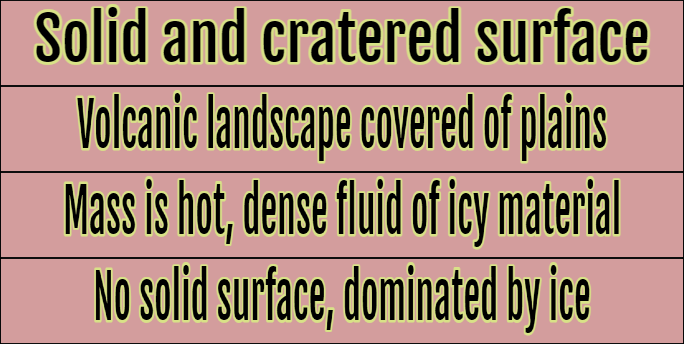 Solid and cratered surface
Volcanic landscape covered of plains
Mass is hot, dense fluid of icy material
No solid surface, dominated by ice